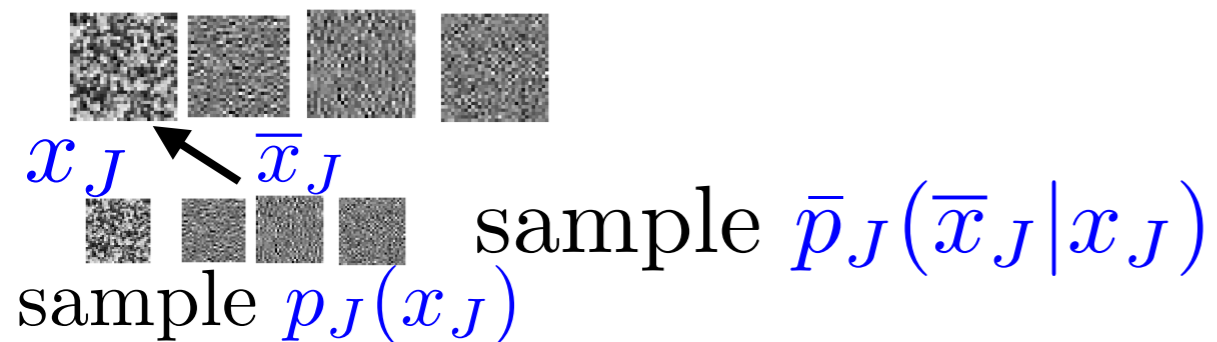 x_J x̄_J
sample p̄_J(x̄_J|x_J)
sample p_J(x_J)